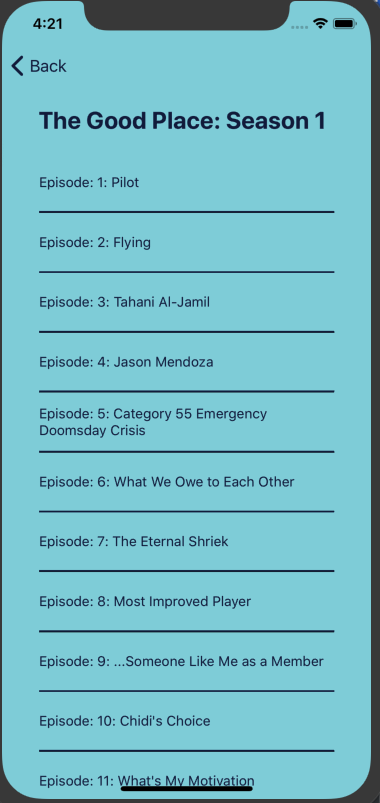 4:21
Back
The Good Place: Season 1
Episode: 1: Pilot
Episode: 2: Flying
Episode: 3: Tahani Al-Jamil
Episode: 4: Jason Mendoza
Episode: 5: Category 55 Emergency
Doomsday Crisis
Episode: 6: What We Owe to Each Other
Episode: 7: The Eternal Shriek
Episode: 8: Most Improved Player
Episode: 9: ...Someone Like Me as a Member
Episode: 10: Chidi's Choice
Episode: 11: What's My Motivation